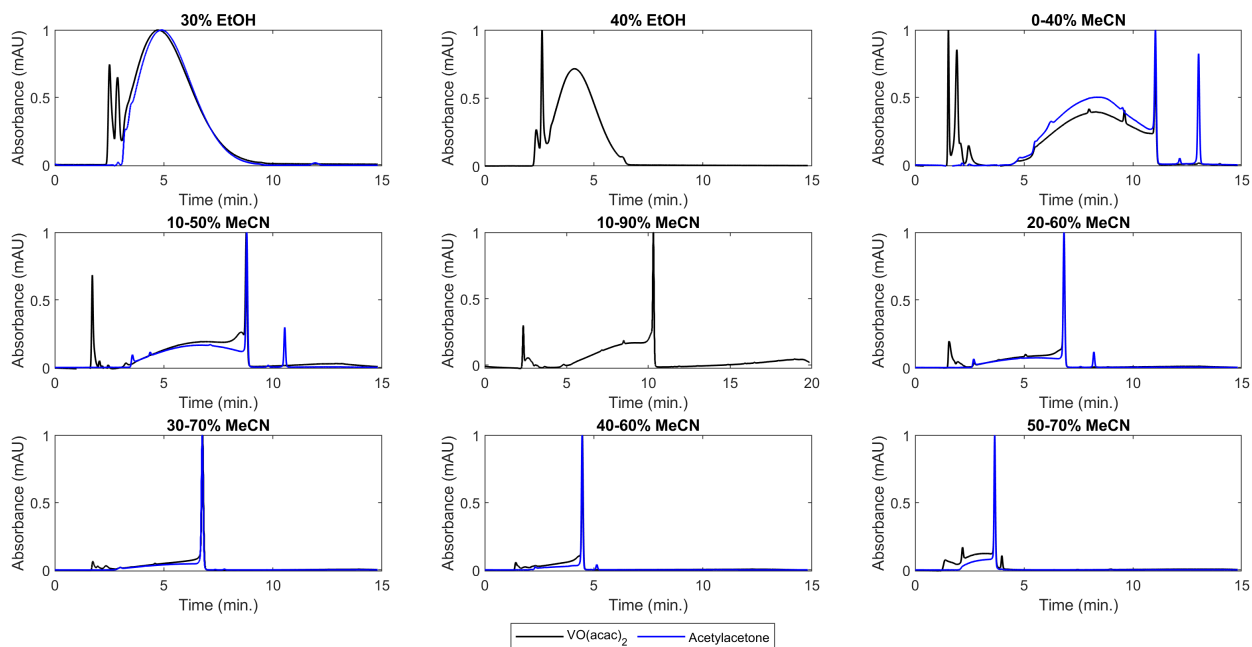 30% EtOH
Absorbance (mAU)
1
0.5
0
0 5 10 15
Time (min.)
40% EtOH
Absorbance (mAU)
1
0.5
0
0 5 10 15
Time (min.)
0-40% MeCN
Absorbance (mAU)
1
0.5
0
0 5 10 15
Time (min.)
10-50% MeCN
Absorbance (mAU)
1
0.5
0
0 5 10 15
Time (min.)
10-90% MeCN
Absorbance (mAU)
1
0.5
0
0 5 10 15 20
Time (min.)
20-60% MeCN
Absorbance (mAU)
1
0.5
0
0 5 10 15
Time (min.)
30-70% MeCN
Absorbance (mAU)
1
0.5
0
0 5 10 15
Time (min.)
40-60% MeCN
Absorbance (mAU)
1
0.5
0
0 5 10 15
Time (min.)
50-70% MeCN
Absorbance (mAU)
1
0.5
0
0 5 10 15
Time (min.)
VO(acac)₂ Acetylacetone